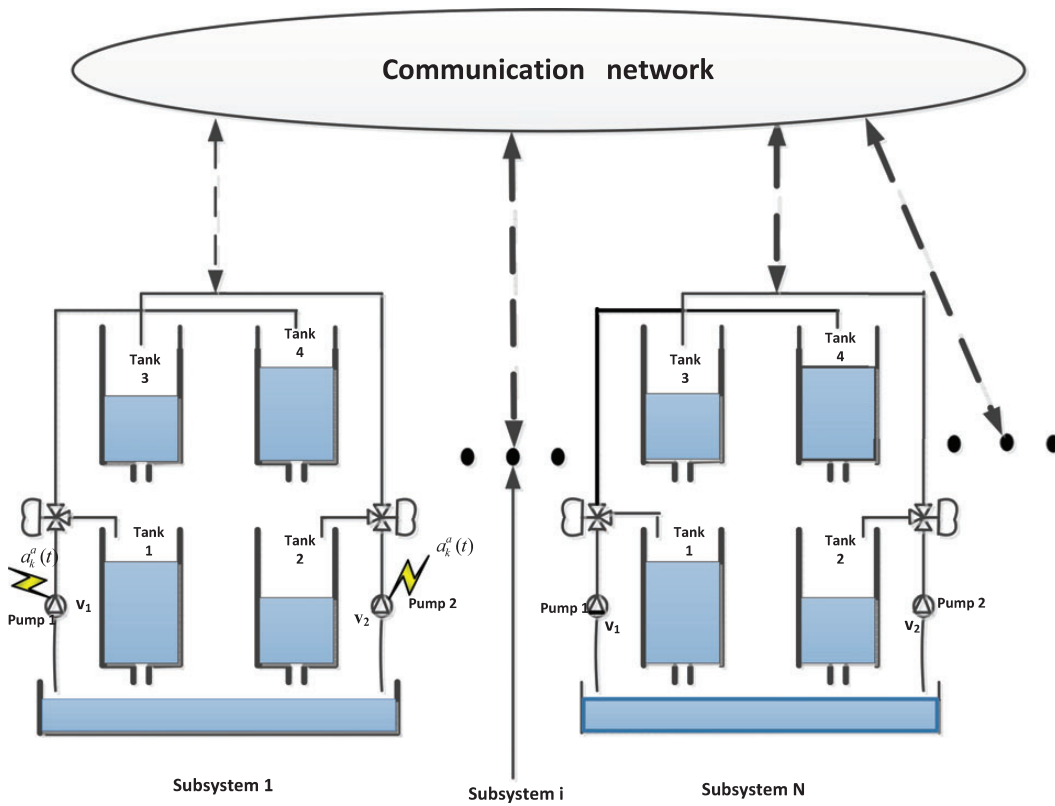 Communication network
Tank
3
Tank
4
Tank
3
Tank
4
a_k^a(t)
Tank
1
Tank
2
a_k^a(t)
Tank
1
Tank
2
Pump 1
v₁
v₂
Pump 2
Pump 1
v₁
v₂
Pump 2
Subsystem 1
Subsystem i
Subsystem N